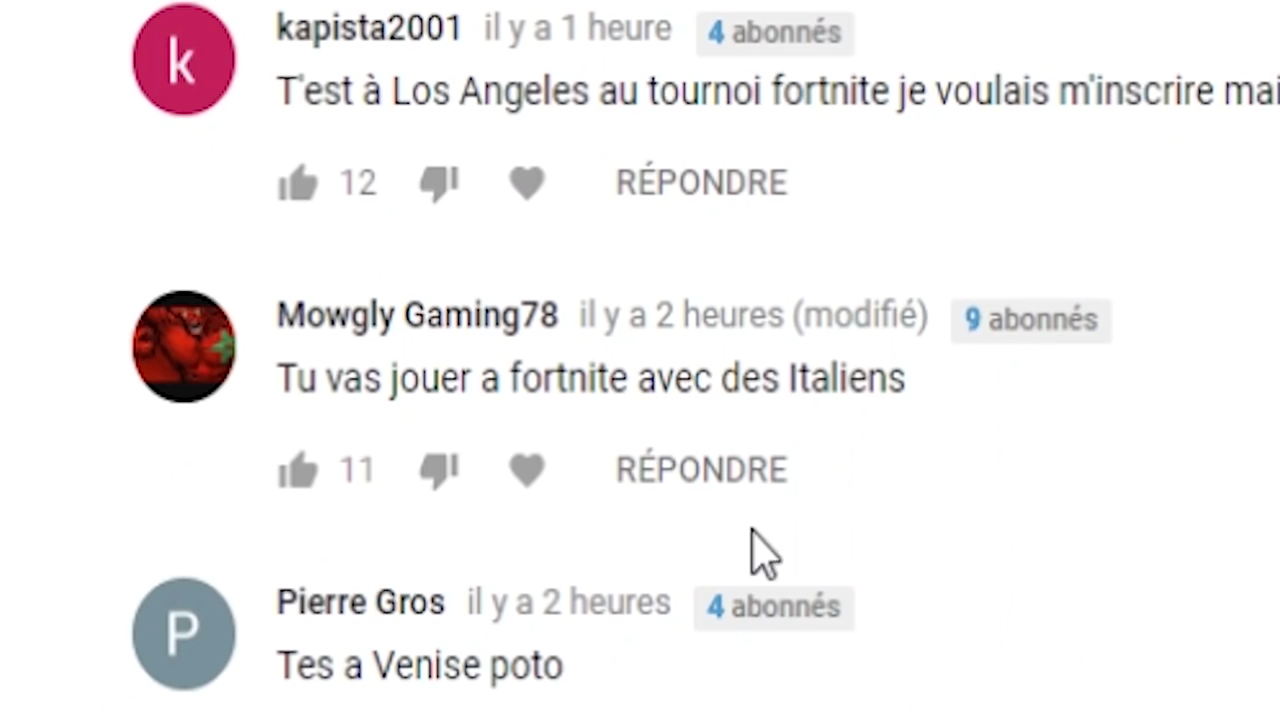 k
kapista2001 il y a 1 heure 4 abonnés
T'est à Los Angeles au tournoi fortnite je voulais m'inscrire mai
12 RÉPONDRE
Mowgly Gaming78 il y a 2 heures (modifié) 9 abonnés
Tu vas jouer a fortnite avec des Italiens
11 RÉPONDRE
P
Pierre Gros il y a 2 heures 4 abonnés
Tes a Venise poto